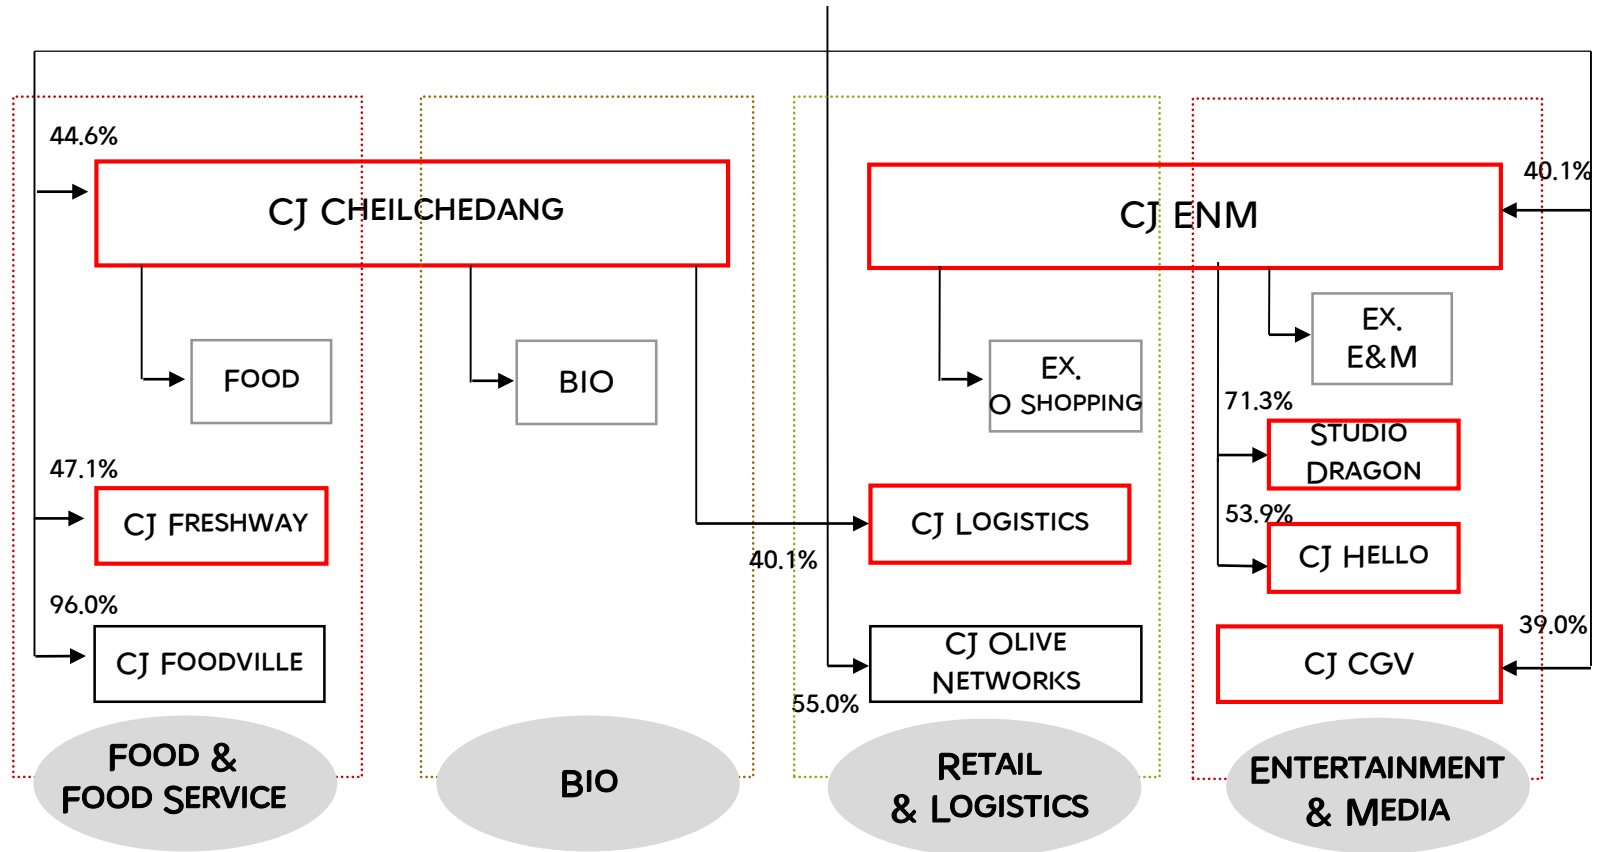 44.6%
40.1%
CJ CHEILCHEDANG
CJ ENM
FOOD
BIO
EX.
O SHOPPING
EX.
E&M
71.3%
STUDIO
DRAGON
47.1%
CJ FRESHWAY
CJ LOGISTICS
40.1%
53.9%
CJ HELLO
96.0%
CJ FOODVILLE
CJ OLIVE
NETWORKS
55.0%
39.0%
CJ CGV
FOOD &
FOOD SERVICE
BIO
RETAIL
& LOGISTICS
ENTERTAINMENT
& MEDIA